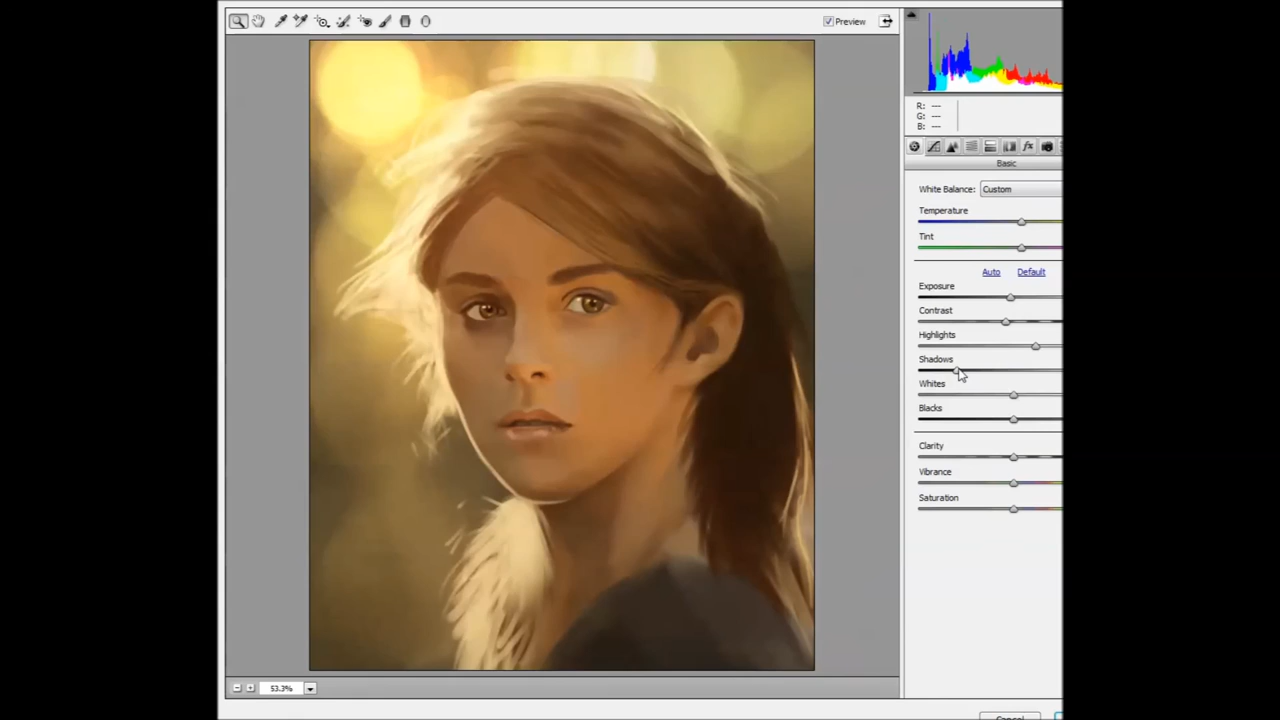 Preview
R: ---
G: ---
B: ---
fx
Basic
White Balance: Custom
Temperature
Tint
Auto Default
Exposure
Contrast
Highlights
Shadows
Whites
Blacks
Clarity
Vibrance
Saturation
53.3%